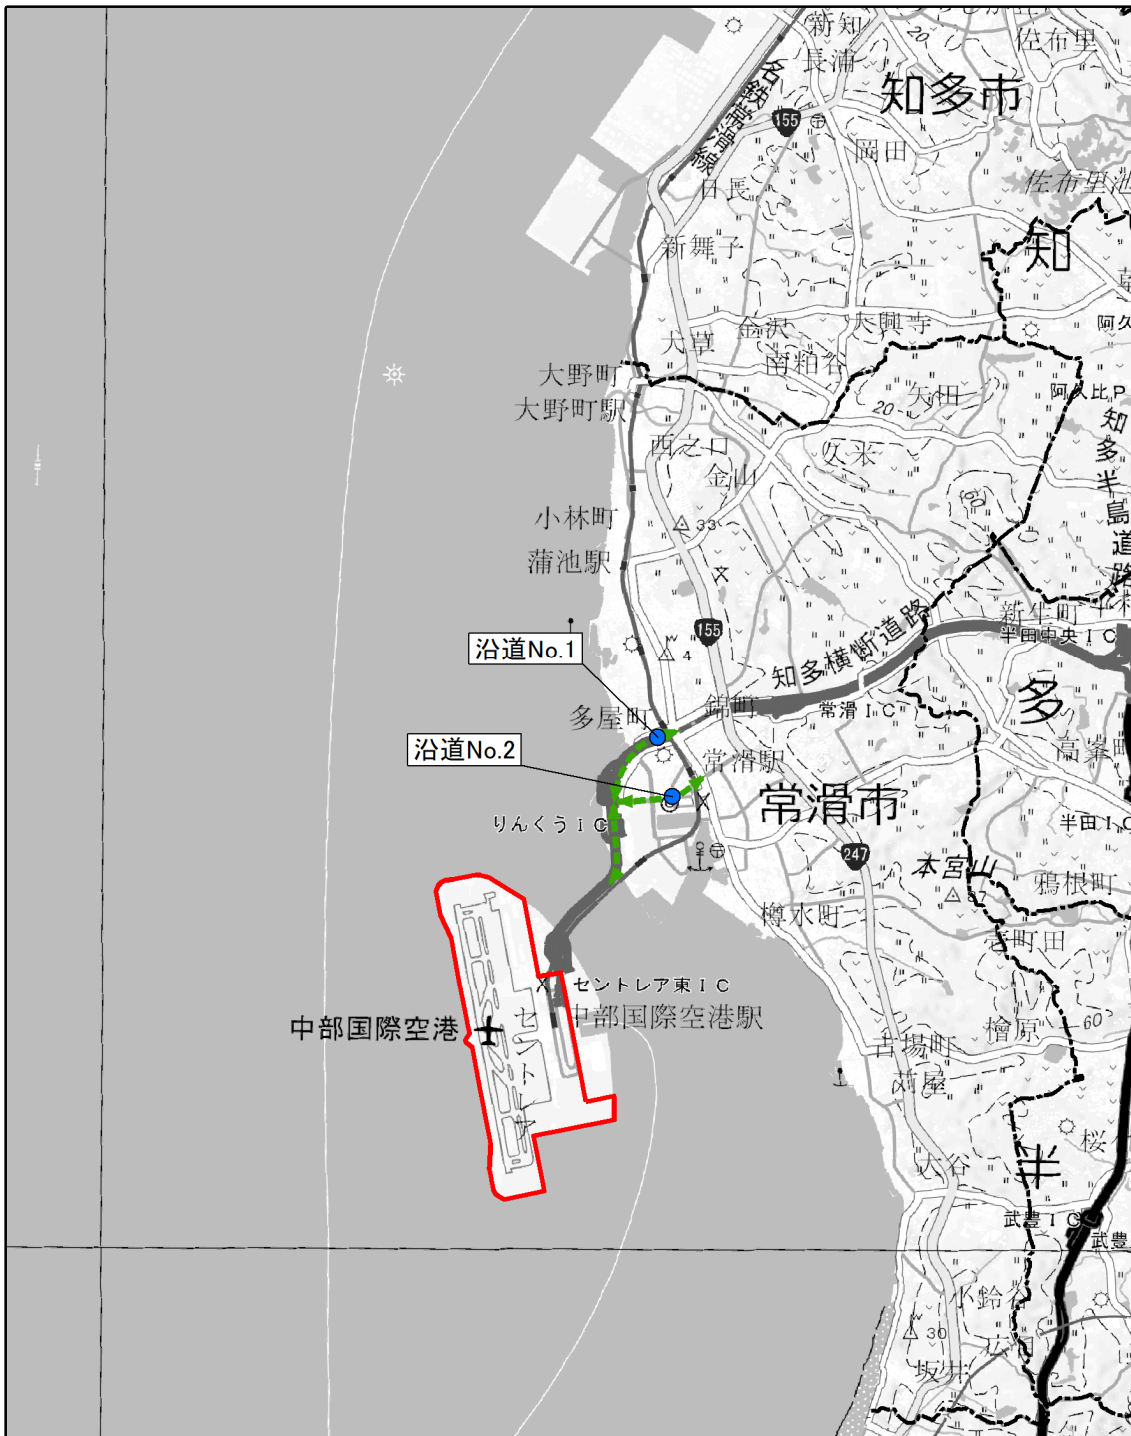 新知
長浦
佐布里
20
知多市
名鉄常滑線
155
岡田
佐布里池
日長
知
新舞子
金沢
大興寺
大草
南粕谷
大野町
矢田
阿久比P
20
大野町駅
知多半島道路
西之口
久米
金山
60
小林町
33
蒲池駅
新生町
155
半田中央IC
沿道No.1
4
知多横断道路
多
錦町
常滑IC
多屋町
高峯町
沿道No.2
常滑駅
常滑市
りんくうIC
半田IC
247
本宮山
87
鴉根町
樽水町
セントレア東IC
中部国際空港駅
中部国際空港
セントレア
60
檜原
古場町
苅屋
桜
大谷
半
武豊IC
武豊
小鈴谷
30
広目
坂井